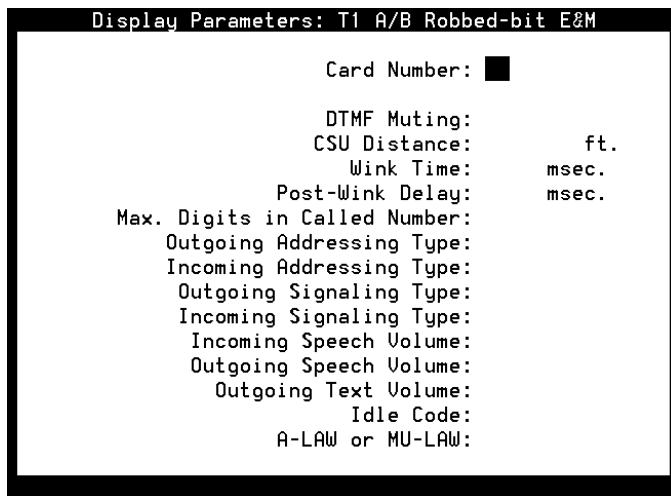 Display Parameters: T1 A/B Robbed-bit E&M
Card Number:
DTMF Muting:
CSU Distance: ft.
Wink Time: msec.
Post-Wink Delay: msec.
Max. Digits in Called Number:
Outgoing Addressing Type:
Incoming Addressing Type:
Outgoing Signaling Type:
Incoming Signaling Type:
Incoming Speech Volume:
Outgoing Speech Volume:
Outgoing Text Volume:
Idle Code:
A-LAW or MU-LAW: